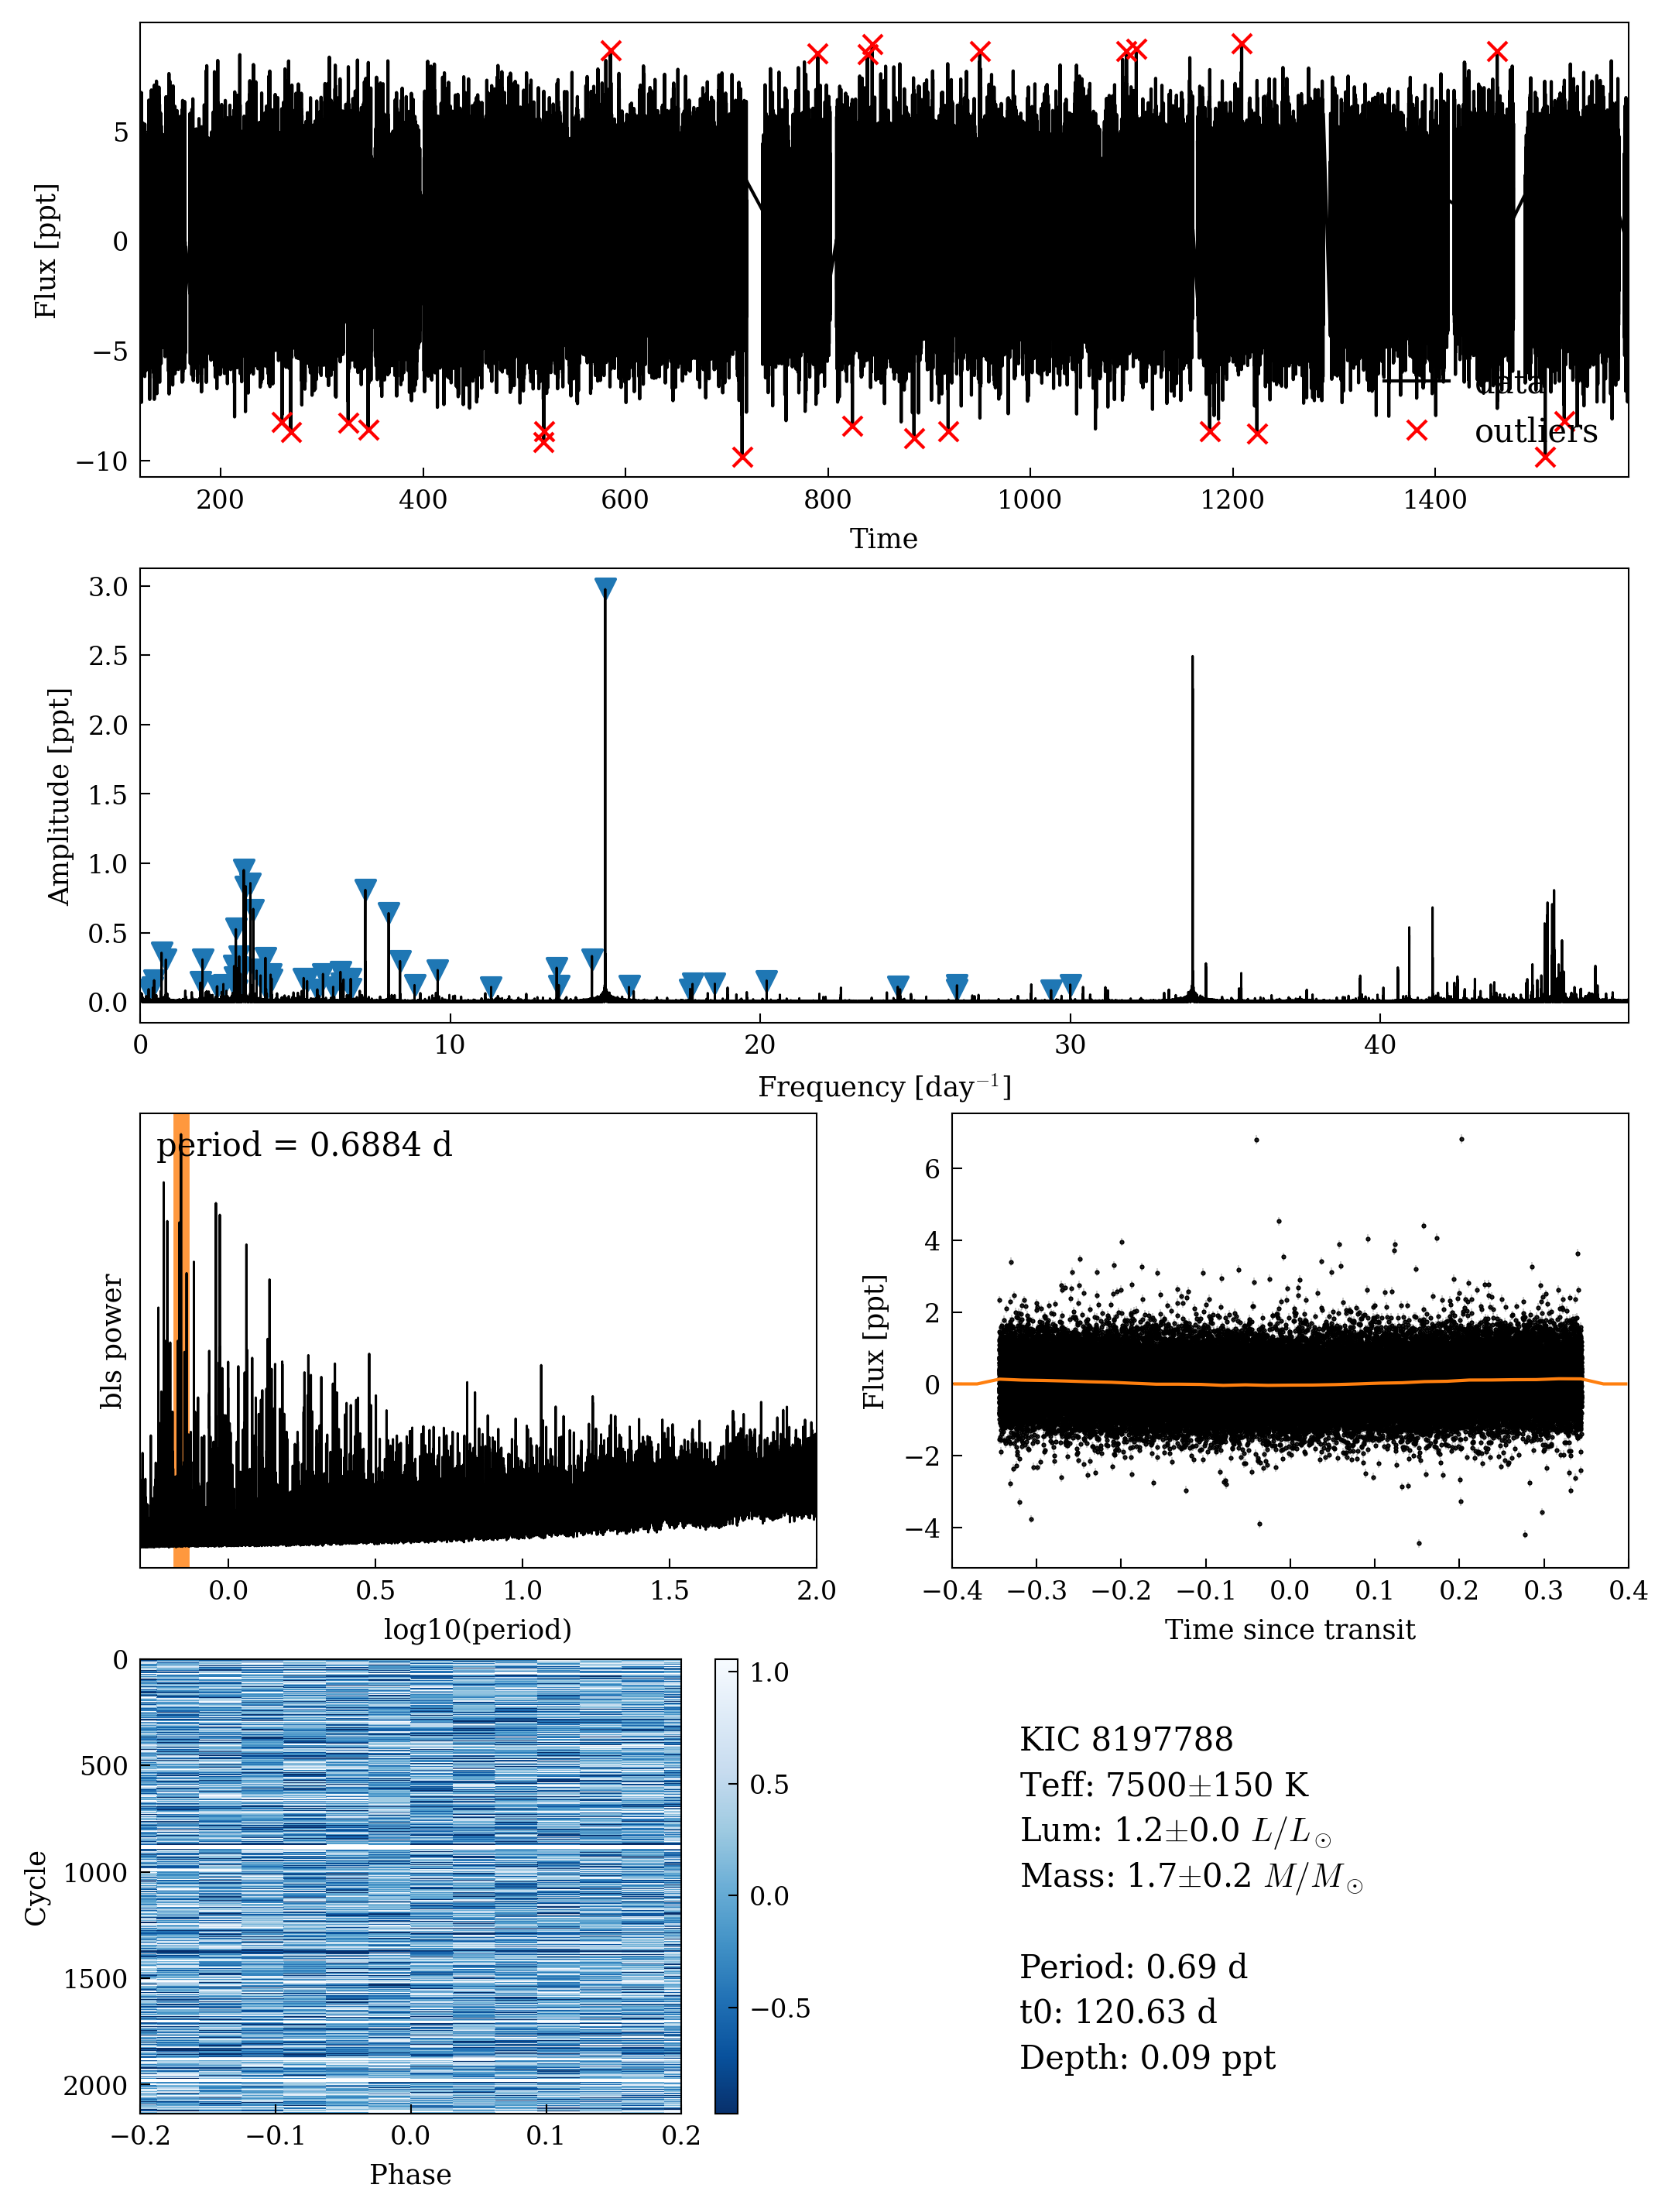 5
0
−5
−10
Flux [ppt]
data
outliers
200 400 600 800 1000 1200 1400
Time
3.0
2.5
2.0
1.5
1.0
0.5
0.0
Amplitude [ppt]
0 10 20 30 40
Frequency [day⁻¹]
period = 0.6884 d
bls power
0.0 0.5 1.0 1.5 2.0
log10(period)
6
4
2
0
−2
−4
Flux [ppt]
−0.4 −0.3 −0.2 −0.1 0.0 0.1 0.2 0.3 0.4
Time since transit
0
500
1000
1500
2000
Cycle
−0.2 −0.1 0.0 0.1 0.2
Phase
1.0
0.5
0.0
−0.5
KIC 8197788
Teff: 7500±150 K
Lum: 1.2±0.0 L/L☉
Mass: 1.7±0.2 M/M☉
Period: 0.69 d
t0: 120.63 d
Depth: 0.09 ppt